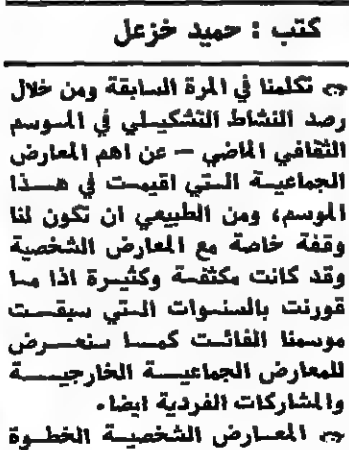 كتب : حميد خزعل
تكلمنا في المرة السابقة ومن خلال
رصد النشاط التشكيلي في الموسم
الثقافي الماضي — عن اهم المعارض
الجماعية التي اقيمت في هذا
الموسم، ومن الطبيعي ان تكون لنا
وقفة خاصة مع المعارض الشخصية
وقد كانت مكثفة وكثيرة اذا ما
قورنت بالسنوات التي سبقت
موسمنا الفائت كما سنعرض
للمعارض الجماعية الخارجية
والمشاركات الفردية ايضا.
المعارض الشخصية الخطوة